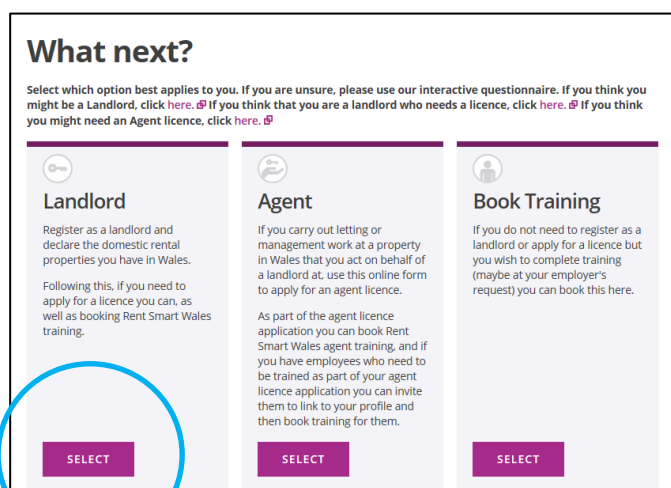 What next?
Select which option best applies to you. If you are unsure, please use our interactive questionnaire. If you think you
might be a Landlord, click here. If you think that you are a landlord who needs a licence, click here. If you think
you might need an Agent licence, click here.
Landlord
Register as a landlord and
declare the domestic rental
properties you have in Wales.
Following this, if you need to
apply for a licence you can, as
well as booking Rent Smart Wales
training.
SELECT
Agent
If you carry out letting or
management work at a property
in Wales that you act on behalf of
a landlord at, use this online form
to apply for an agent licence.
As part of the agent licence
application you can book Rent
Smart Wales agent training, and if
you have employees who need to
be trained as part of your agent
licence application you can invite
them to link to your profile and
then book training for them.
SELECT
Book Training
If you do not need to register as a
landlord or apply for a licence but
you wish to complete training
(maybe at your employer's
request) you can book this here.
SELECT